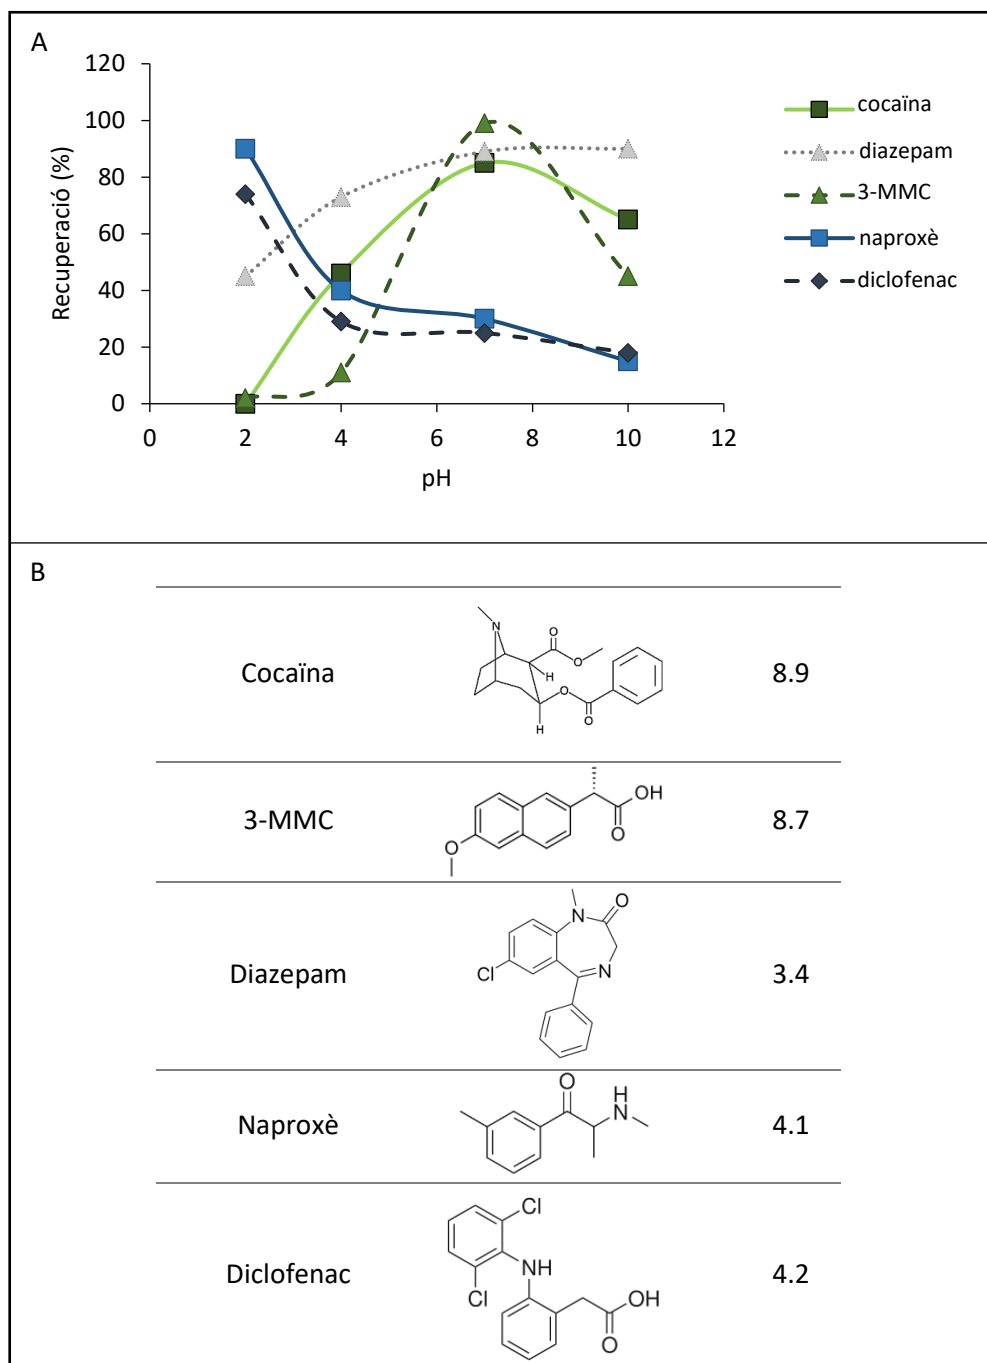 A
120
100
80
60
40
20
0
Recuperació (%)
0 2 4 6 8 10 12
pH
cocaïna
diazepam
3-MMC
naproxè
diclofenac
B
Cocaïna N O O O O H H 8.9
3-MMC O O OH 8.7
Diazepam N O N Cl 3.4
Naproxè O H N 4.1
Diclofenac Cl NH Cl OH O 4.2